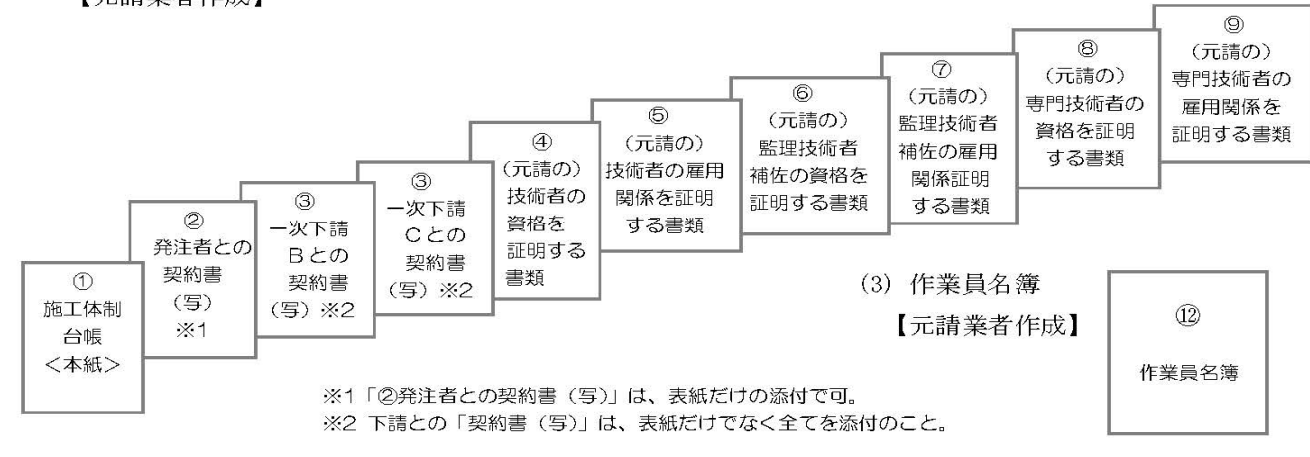 【元請業者作成】
①
施工体制
台帳
＜本紙＞
②
発注者との
契約書
（写）
※1
③
一次下請
Ｂとの
契約書
（写）※2
③
一次下請
Ｃとの
契約書
（写）※2
④
（元請の）
技術者の
資格を
証明する
書類
⑤
（元請の）
技術者の雇用
関係を証明
する書類
⑥
（元請の）
監理技術者
補佐の資格を
証明する書類
⑦
（元請の）
監理技術者
補佐の雇用
関係証明
する書類
⑧
（元請の）
専門技術者の
資格を証明
する書類
⑨
（元請の）
専門技術者の
雇用関係を
証明する書類
(3) 作業員名簿
【元請業者作成】
⑫
作業員名簿
※1「②発注者との契約書（写）」は、表紙だけの添付で可。
※2 下請との「契約書（写）」は、表紙だけでなく全てを添付のこと。